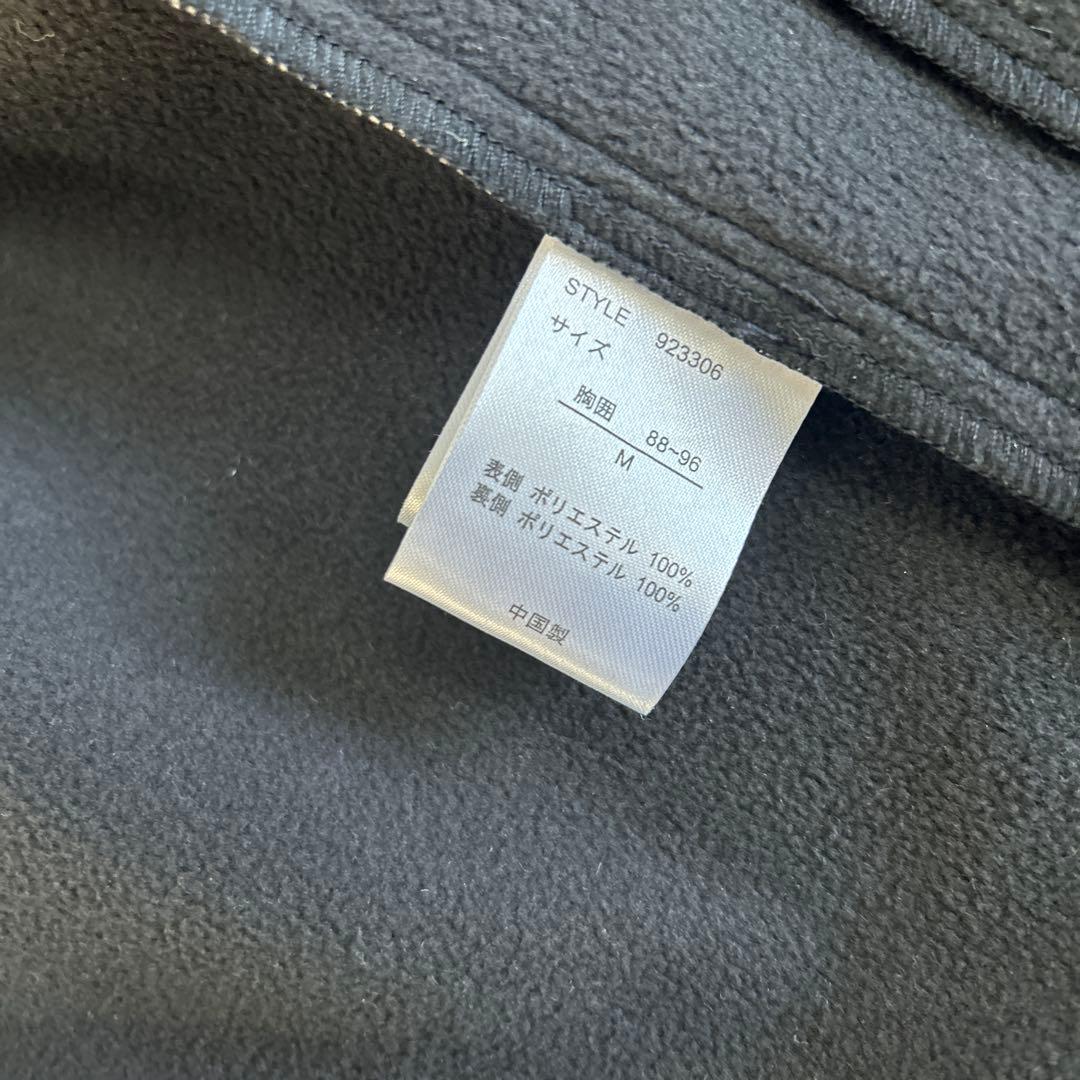 STYLE 923306
サイズ
胸囲 88~96
M
表側 ポリエステル 100%
裏側 ポリエステル 100%
中国製